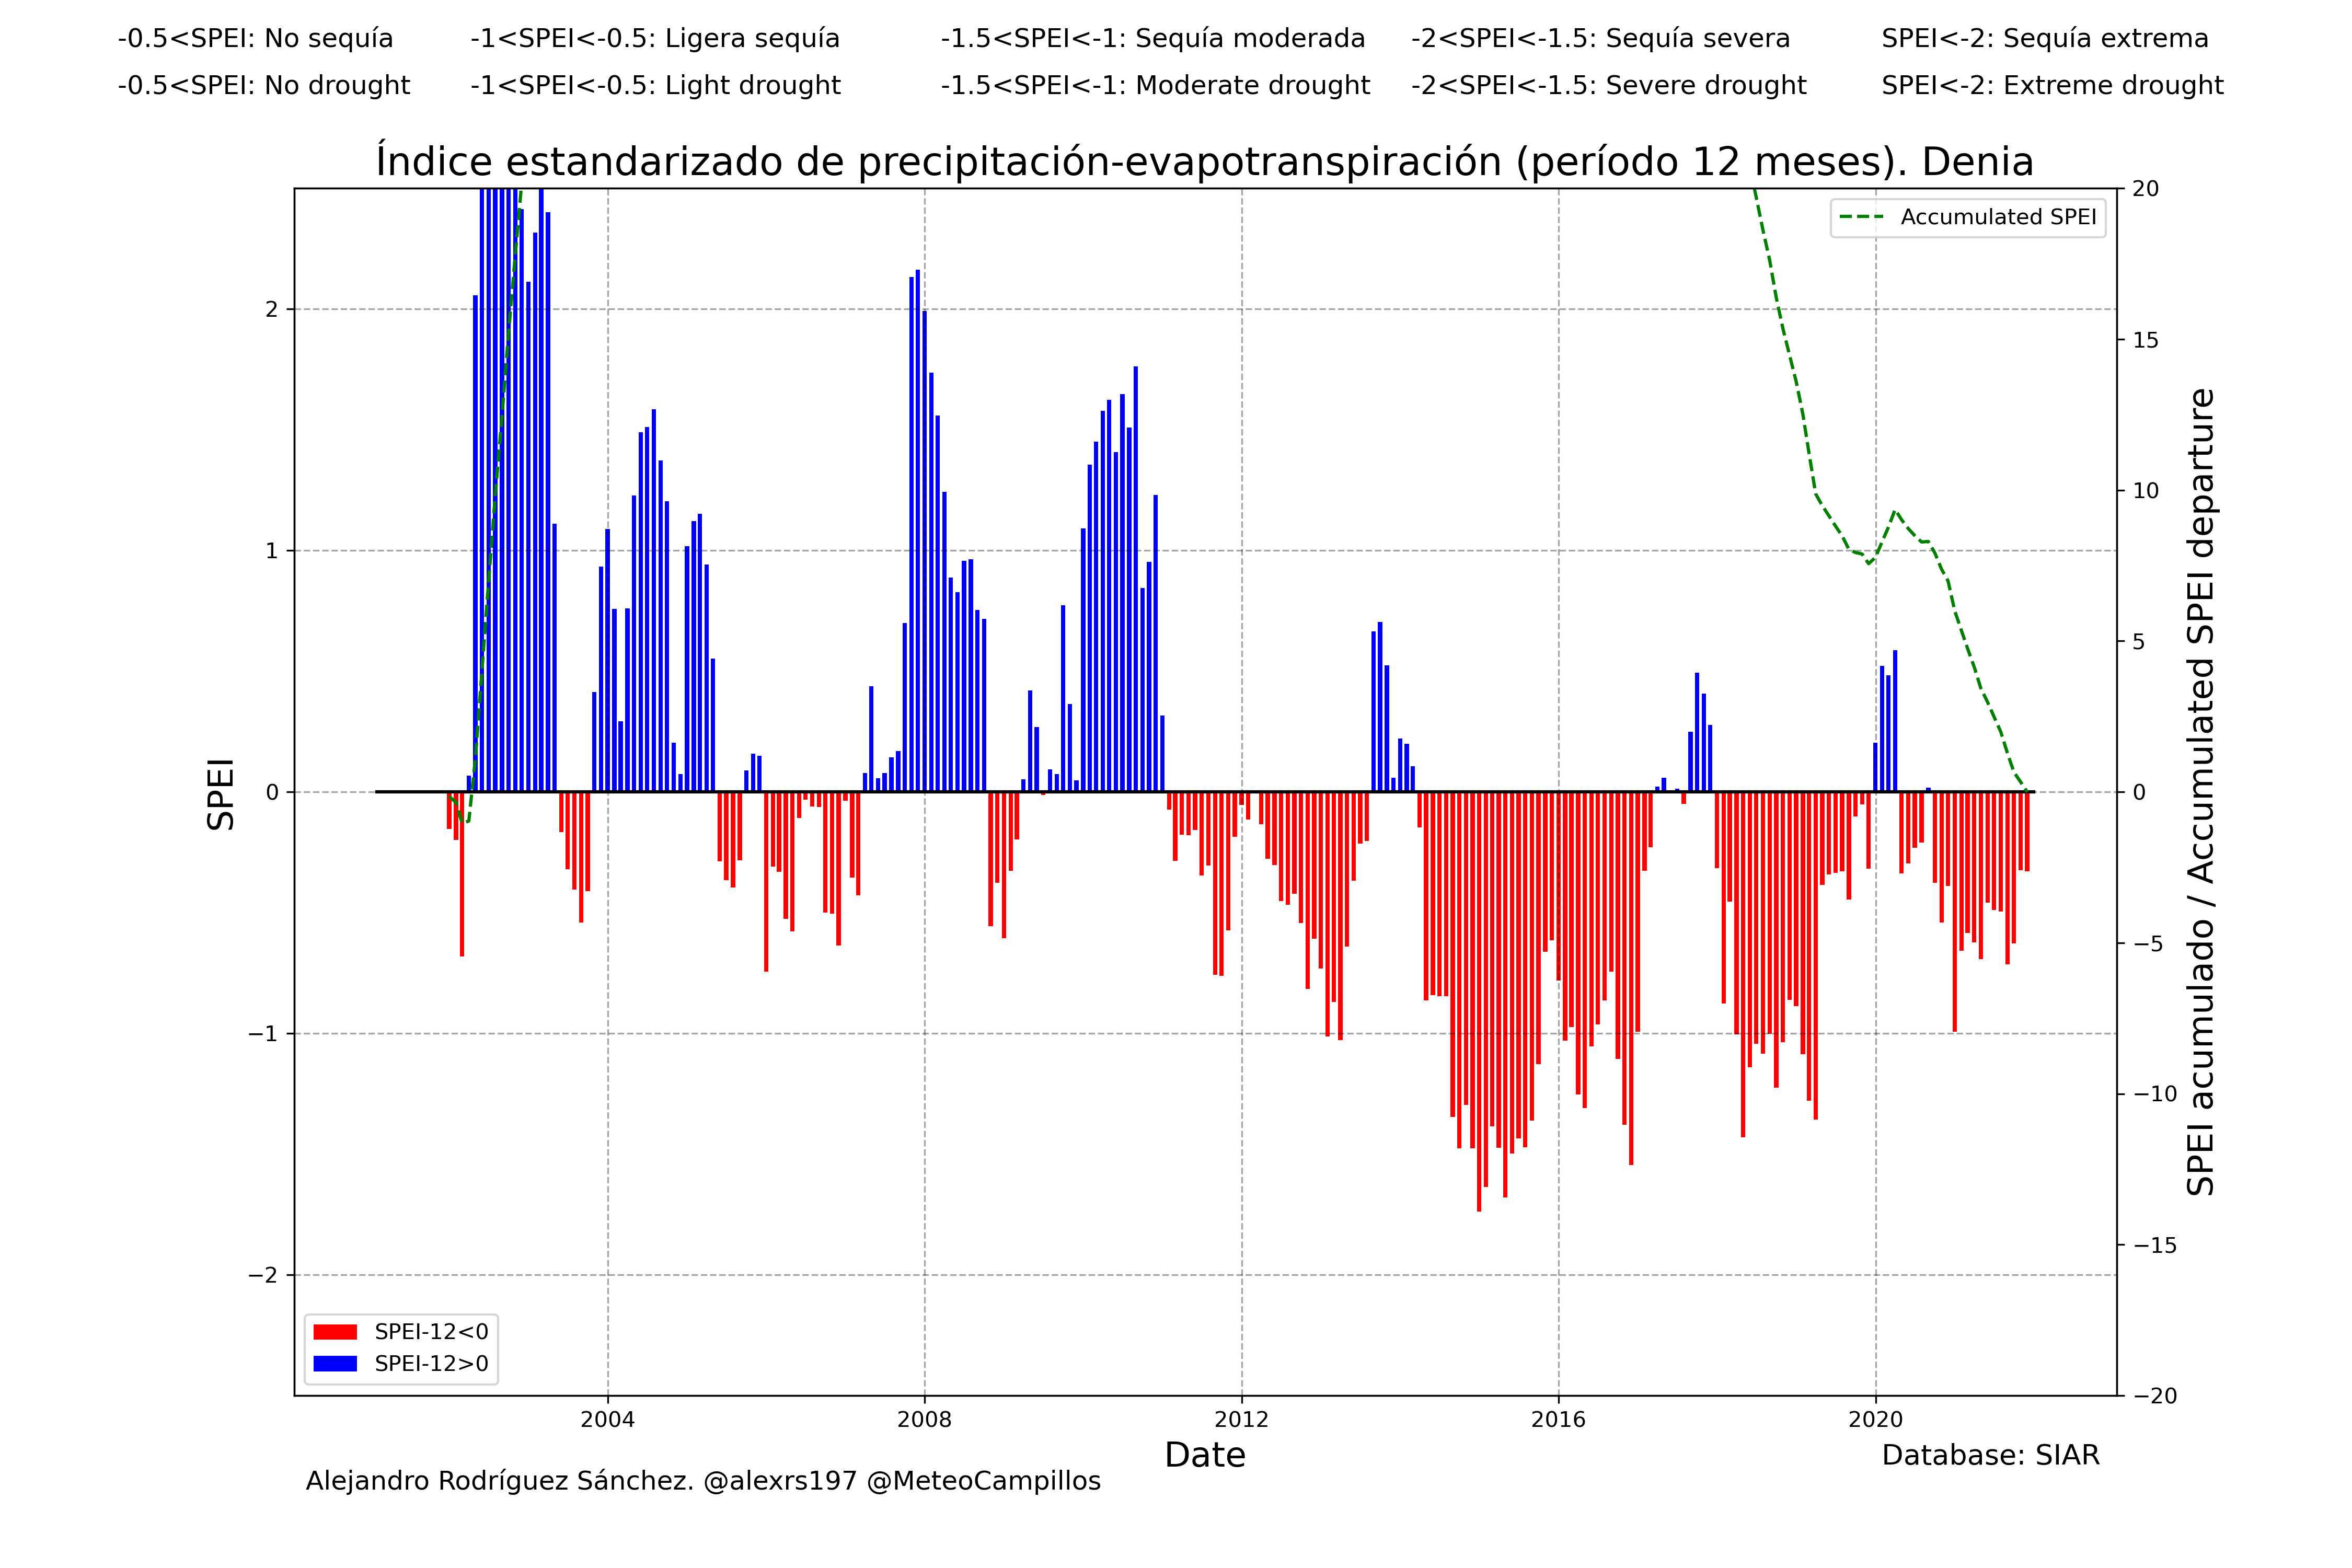 -0.5<SPEI: No sequía -1<SPEI<-0.5: Ligera sequía -1.5<SPEI<-1: Sequía moderada -2<SPEI<-1.5: Sequía severa SPEI<-2: Sequía extrema
-0.5<SPEI: No drought -1<SPEI<-0.5: Light drought -1.5<SPEI<-1: Moderate drought -2<SPEI<-1.5: Severe drought SPEI<-2: Extreme drought
Índice estandarizado de precipitación-evapotranspiración (período 12 meses). Denia
Accumulated SPEI
SPEI
2
1
0
−1
−2
20
15
10
5
0
−5
−10
−15
−20
SPEI acumulado / Accumulated SPEI departure
SPEI-12<0
SPEI-12>0
2004 2008 2012 2016 2020
Date
Database: SIAR
Alejandro Rodríguez Sánchez. @alexrs197 @MeteoCampillos